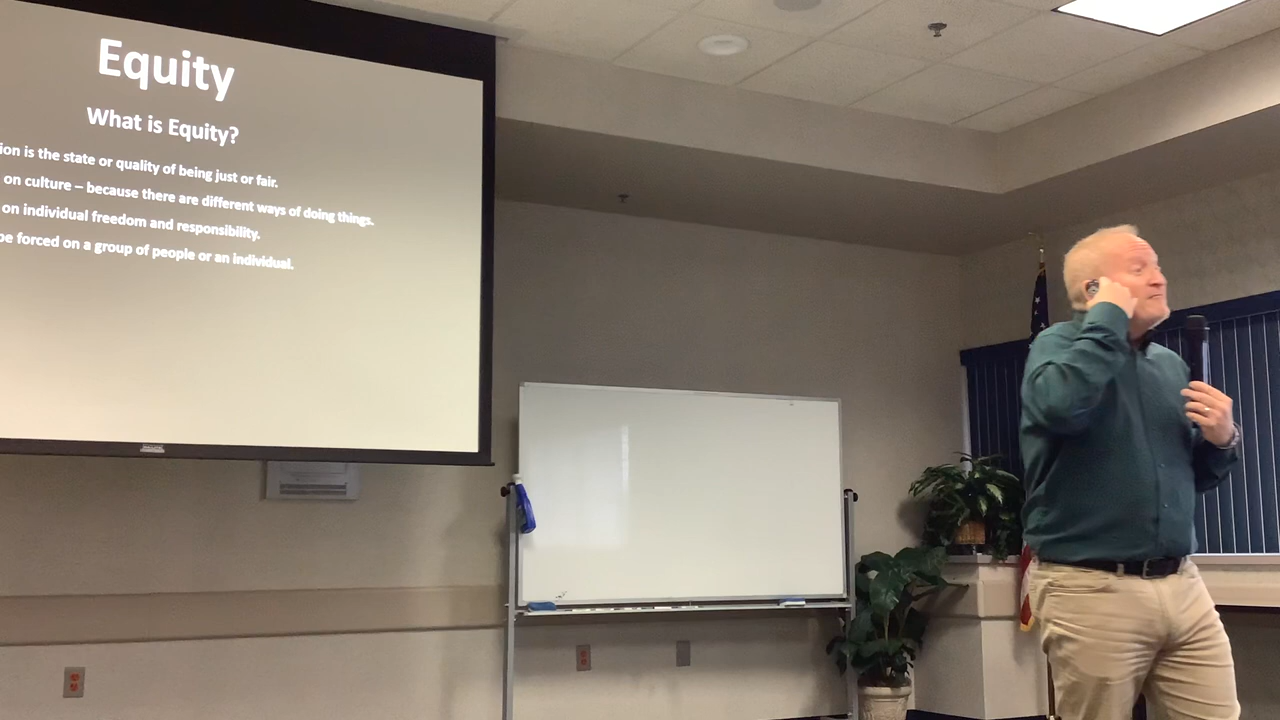 Equity
What is Equity?
ion is the state or quality of being just or fair.
on culture – because there are different ways of doing things.
on individual freedom and responsibility.
be forced on a group of people or an individual.